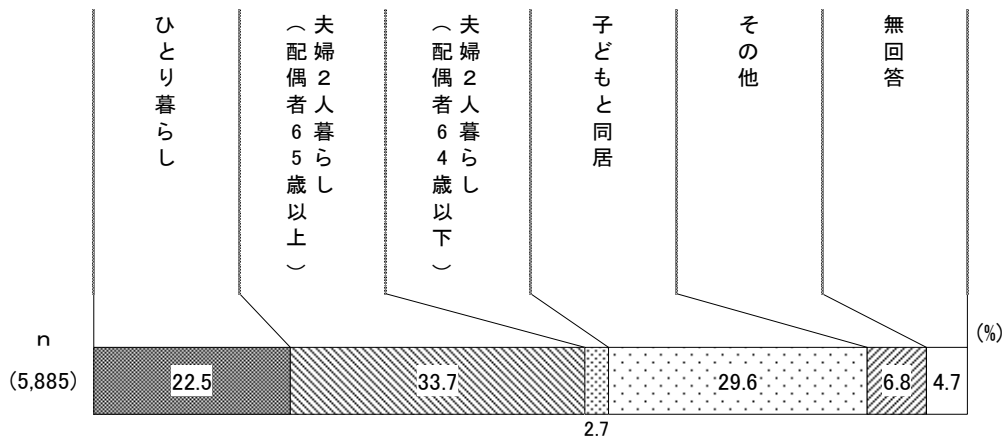 ひとり暮らし
夫婦２人暮らし
（配偶者６５歳以上）
夫婦２人暮らし
（配偶者６４歳以下）
子どもと同居
その他
無回答
(%)
ｎ
(5,885)
22.5
33.7
2.7
29.6
6.8
4.7